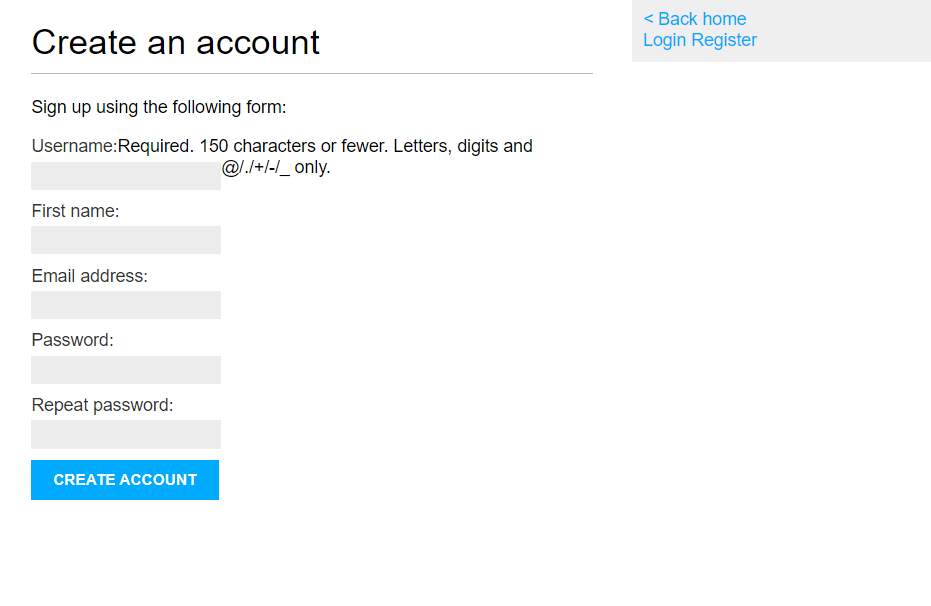 Create an account
Sign up using the following form:
Username:Required. 150 characters or fewer. Letters, digits and
@/./+/-/_ only.
First name:
Email address:
Password:
Repeat password:
CREATE ACCOUNT
< Back home
Login Register